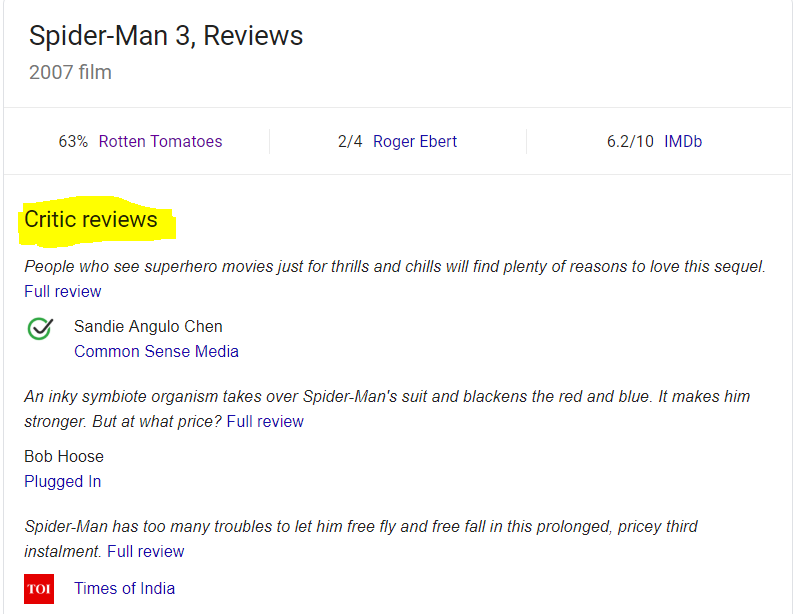 Spider-Man 3, Reviews
2007 film
63% Rotten Tomatoes
2/4 Roger Ebert
6.2/10 IMDb
Critic reviews
People who see superhero movies just for thrills and chills will find plenty of reasons to love this sequel.
Full review
Sandie Angulo Chen
Common Sense Media
An inky symbiote organism takes over Spider-Man's suit and blackens the red and blue. It makes him
stronger. But at what price? Full review
Bob Hoose
Plugged In
Spider-Man has too many troubles to let him free fly and free fall in this prolonged, pricey third
instalment. Full review
TOI Times of India